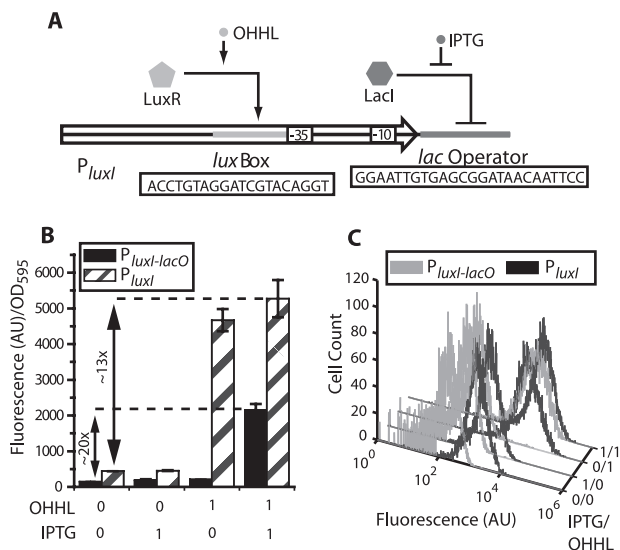 A
OHHL
IPTG
LuxR
LacI
-35
-10
PluxI
lux Box
lac Operator
ACCTGTAGGATCGTACAGGT
GGAATTGTGAGCGGATAACAATTCC
B
PluxI-lacO
PluxI
Fluorescence (AU)/OD595
6000
5000
4000
3000
2000
1000
0
~13x
~20x
OHHL 0 0 1 1
IPTG 0 1 0 1
C
PluxI-lacO PluxI
Cell Count
120
100
80
60
40
20
0
10^0
10^2
10^4
10^6
Fluorescence (AU)
1/1
0/1
1/0
0/0
IPTG/
OHHL